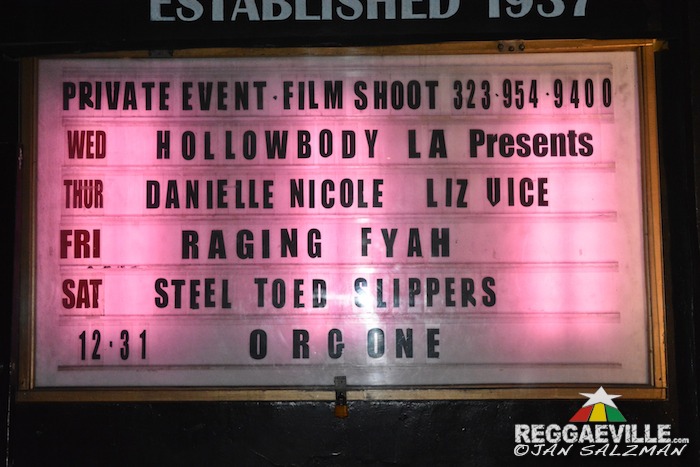 ESTABLISHED 1937
PRIVATE EVENT·FILM SHOOT 323·954·9400
WED HOLLOWBODY LA Presents
THUR DANIELLE NICOLE LIZ VICE
FRI RAGING FYAH
SAT STEEL TOED SLIPPERS
12·31 ORGONE
REGGAEVILLE.com
©JAN SALZMAN